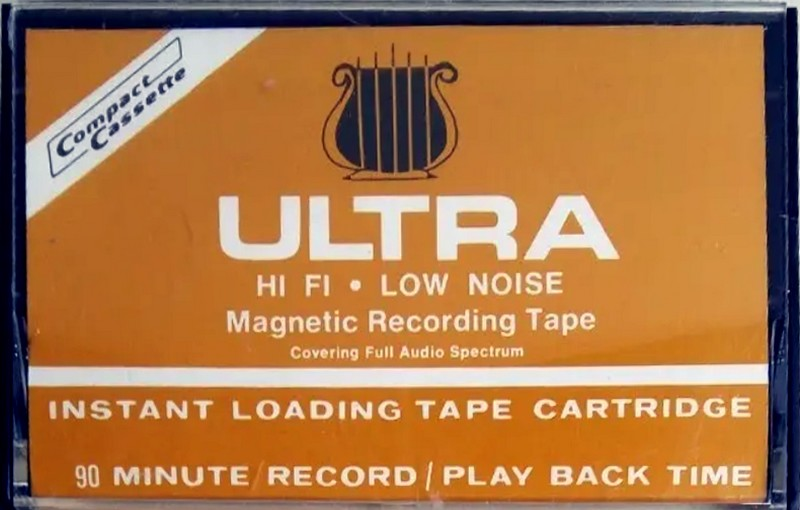 Compact
Cassette
ULTRA
HI FI • LOW NOISE
Magnetic Recording Tape
Covering Full Audio Spectrum
INSTANT LOADING TAPE CARTRIDGE
90 MINUTE RECORD/PLAY BACK TIME